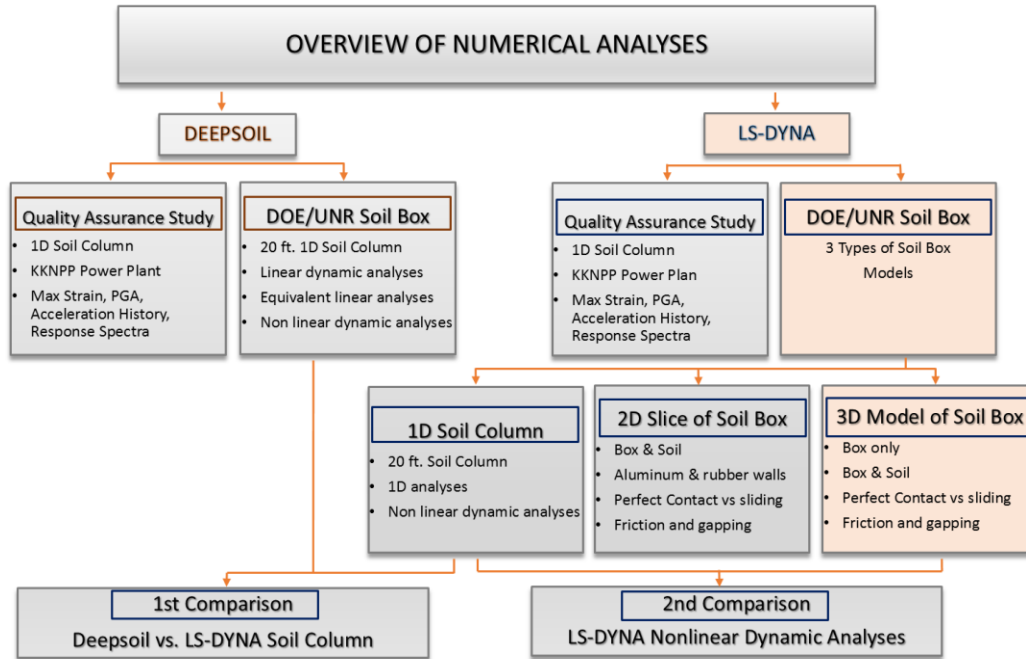 OVERVIEW OF NUMERICAL ANALYSES
DEEPSOIL
LS-DYNA
Quality Assurance Study
• 1D Soil Column
• KKNPP Power Plant
• Max Strain, PGA,
Acceleration History,
Response Spectra
DOE/UNR Soil Box
• 20 ft. 1D Soil Column
• Linear dynamic analyses
• Equivalent linear analyses
• Non linear dynamic analyses
Quality Assurance Study
• 1D Soil Column
• KKNPP Power Plan
• Max Strain, PGA,
Acceleration History,
Response Spectra
DOE/UNR Soil Box
3 Types of Soil Box
Models
1D Soil Column
• 20 ft. Soil Column
• 1D analyses
• Non linear dynamic analyses
2D Slice of Soil Box
• Box & Soil
• Aluminum & rubber walls
• Perfect Contact vs sliding
• Friction and gapping
3D Model of Soil Box
• Box only
• Box & Soil
• Perfect Contact vs sliding
• Friction and gapping
1st Comparison
Deepsoil vs. LS-DYNA Soil Column
2nd Comparison
LS-DYNA Nonlinear Dynamic Analyses